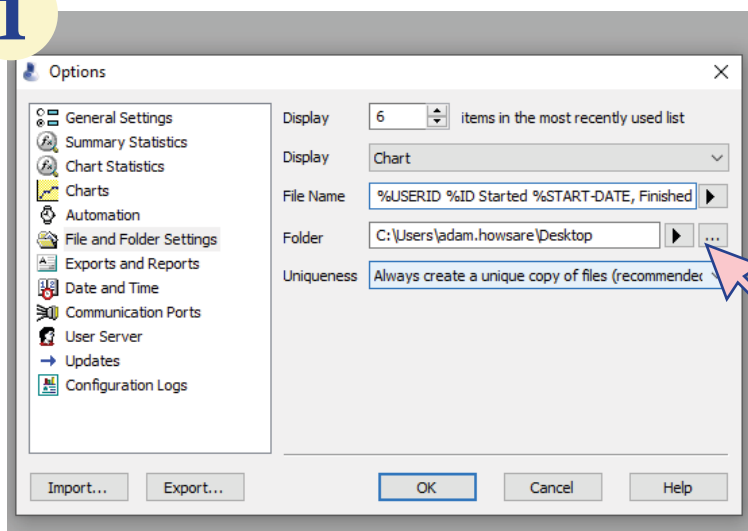 1
Options
General Settings
Summary Statistics
Chart Statistics
Charts
Automation
File and Folder Settings
Exports and Reports
Date and Time
Communication Ports
User Server
Updates
Configuration Logs
Display 6 items in the most recently used list
Display Chart
File Name %USERID %ID Started %START-DATE, Finished
Folder C:\Users\adam.howsare\Desktop ...
Uniqueness Always create a unique copy of files (recommended
Import... Export... OK Cancel Help